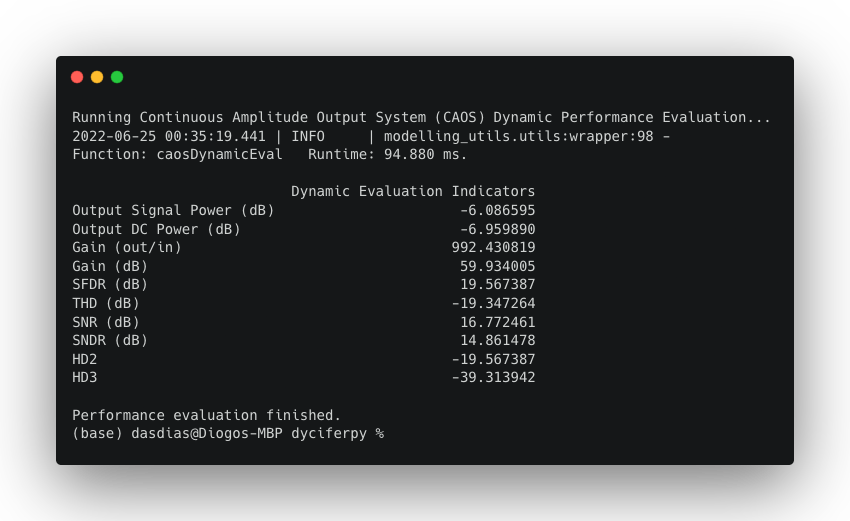 Running Continuous Amplitude Output System (CAOS) Dynamic Performance Evaluation...
2022-06-25 00:35:19.441 | INFO     | modelling_utils.utils:wrapper:98 -
Function: caosDynamicEval   Runtime: 94.880 ms.
Dynamic Evaluation Indicators
Output Signal Power (dB)                      -6.086595
Output DC Power (dB)                          -6.959890
Gain (out/in)                                992.430819
Gain (dB)                                     59.934005
SFDR (dB)                                     19.567387
THD (dB)                                     -19.347264
SNR (dB)                                      16.772461
SNDR (dB)                                     14.861478
HD2                                          -19.567387
HD3                                          -39.313942
Performance evaluation finished.
(base) dasdias@Diogos-MBP dyciferpy %